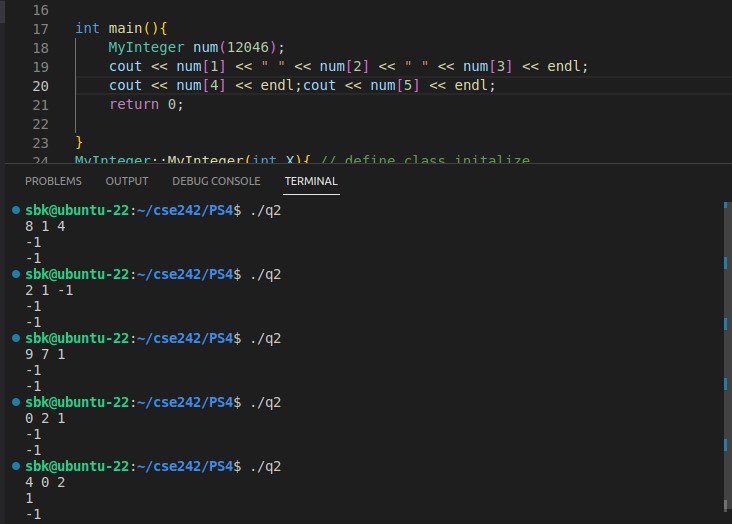 16
17 int main(){
18 MyInteger num(12046);
19 cout << num[1] << " " << num[2] << " " << num[3] << endl;
20 cout << num[4] << endl;cout << num[5] << endl;
21 return 0;
22
23 }
24 MyInteger::MyInteger(int X){ // define class initalize
PROBLEMS OUTPUT DEBUG CONSOLE TERMINAL
sbk@ubuntu-22:~/cse242/PS4$ ./q2
8 1 4
-1
-1
sbk@ubuntu-22:~/cse242/PS4$ ./q2
2 1 -1
-1
-1
sbk@ubuntu-22:~/cse242/PS4$ ./q2
9 7 1
-1
-1
sbk@ubuntu-22:~/cse242/PS4$ ./q2
0 2 1
-1
-1
sbk@ubuntu-22:~/cse242/PS4$ ./q2
4 0 2
1
-1